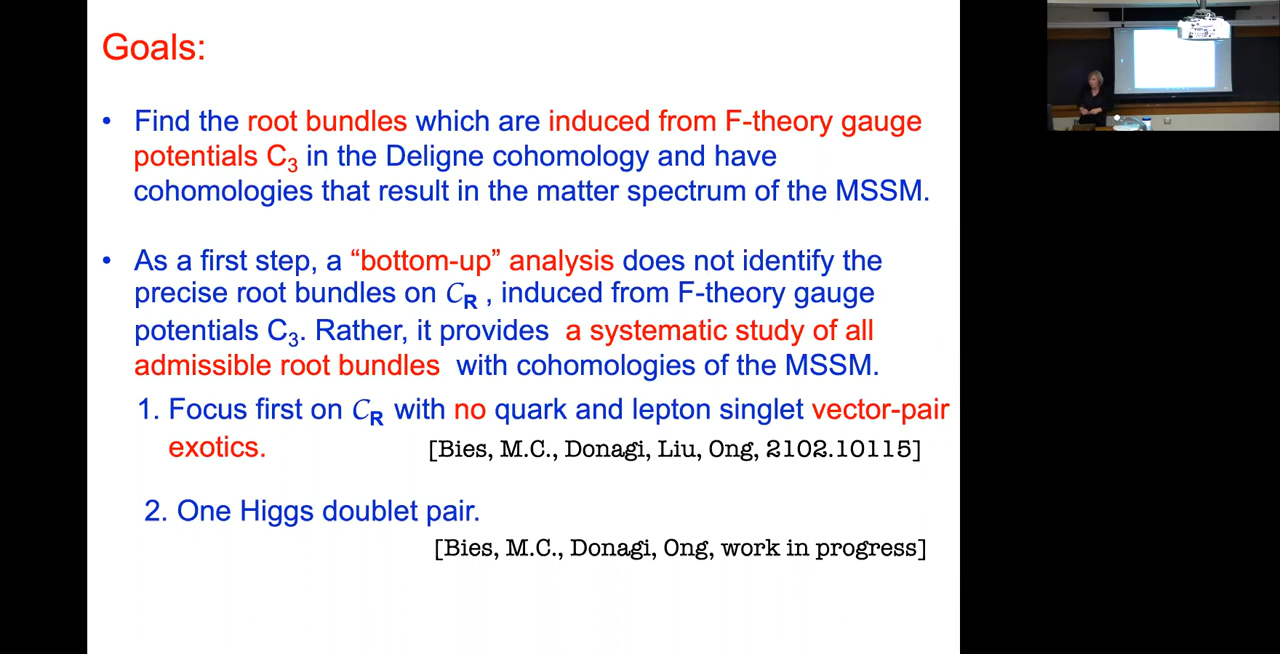 Goals:
• Find the root bundles which are induced from F-theory gauge
potentials C₃ in the Deligne cohomology and have
cohomologies that result in the matter spectrum of the MSSM.
• As a first step, a “bottom-up” analysis does not identify the
precise root bundles on C_R , induced from F-theory gauge
potentials C₃. Rather, it provides a systematic study of all
admissible root bundles with cohomologies of the MSSM.
1. Focus first on C_R with no quark and lepton singlet vector-pair
exotics. [Bies, M.C., Donagi, Liu, Ong, 2102.10115]
2. One Higgs doublet pair.
[Bies, M.C., Donagi, Ong, work in progress]